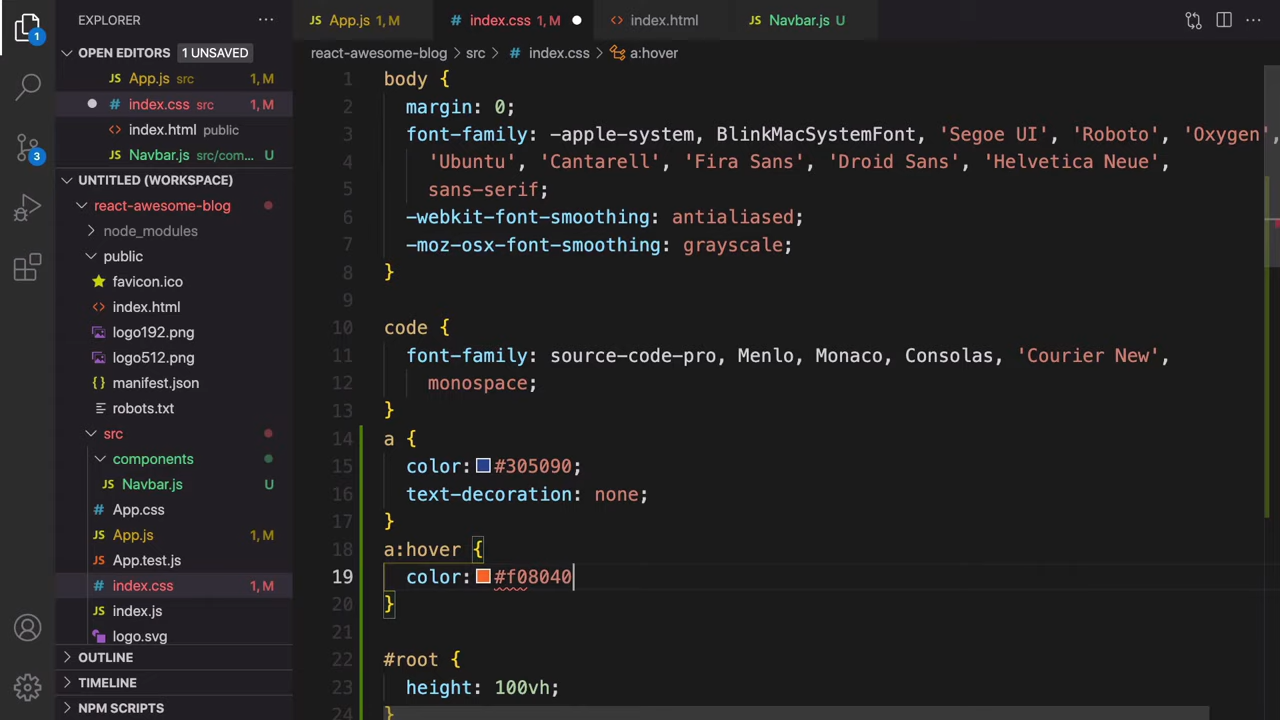 EXPLORER
App.js 1, M
index.css 1, M
index.html
Navbar.js U
1
OPEN EDITORS 1 UNSAVED
App.js src 1, M
index.css src 1, M
index.html public
Navbar.js src/com... U
3
UNTITLED (WORKSPACE)
react-awesome-blog
node_modules
public
favicon.ico
index.html
logo192.png
logo512.png
manifest.json
robots.txt
src
components
Navbar.js U
App.css
App.js 1, M
App.test.js
index.css 1, M
index.js
logo.svg
OUTLINE
TIMELINE
NPM SCRIPTS
react-awesome-blog > src > # index.css > a:hover
1 body {
2 margin: 0;
3 font-family: -apple-system, BlinkMacSystemFont, 'Segoe UI', 'Roboto', 'Oxygen',
4 'Ubuntu', 'Cantarell', 'Fira Sans', 'Droid Sans', 'Helvetica Neue',
5 sans-serif;
6 -webkit-font-smoothing: antialiased;
7 -moz-osx-font-smoothing: grayscale;
8 }
9
10 code {
11 font-family: source-code-pro, Menlo, Monaco, Consolas, 'Courier New',
12 monospace;
13 }
14 a {
15 color: #305090;
16 text-decoration: none;
17 }
18 a:hover {
19 color: #f08040
20 }
21
22 #root {
23 height: 100vh;
24 }